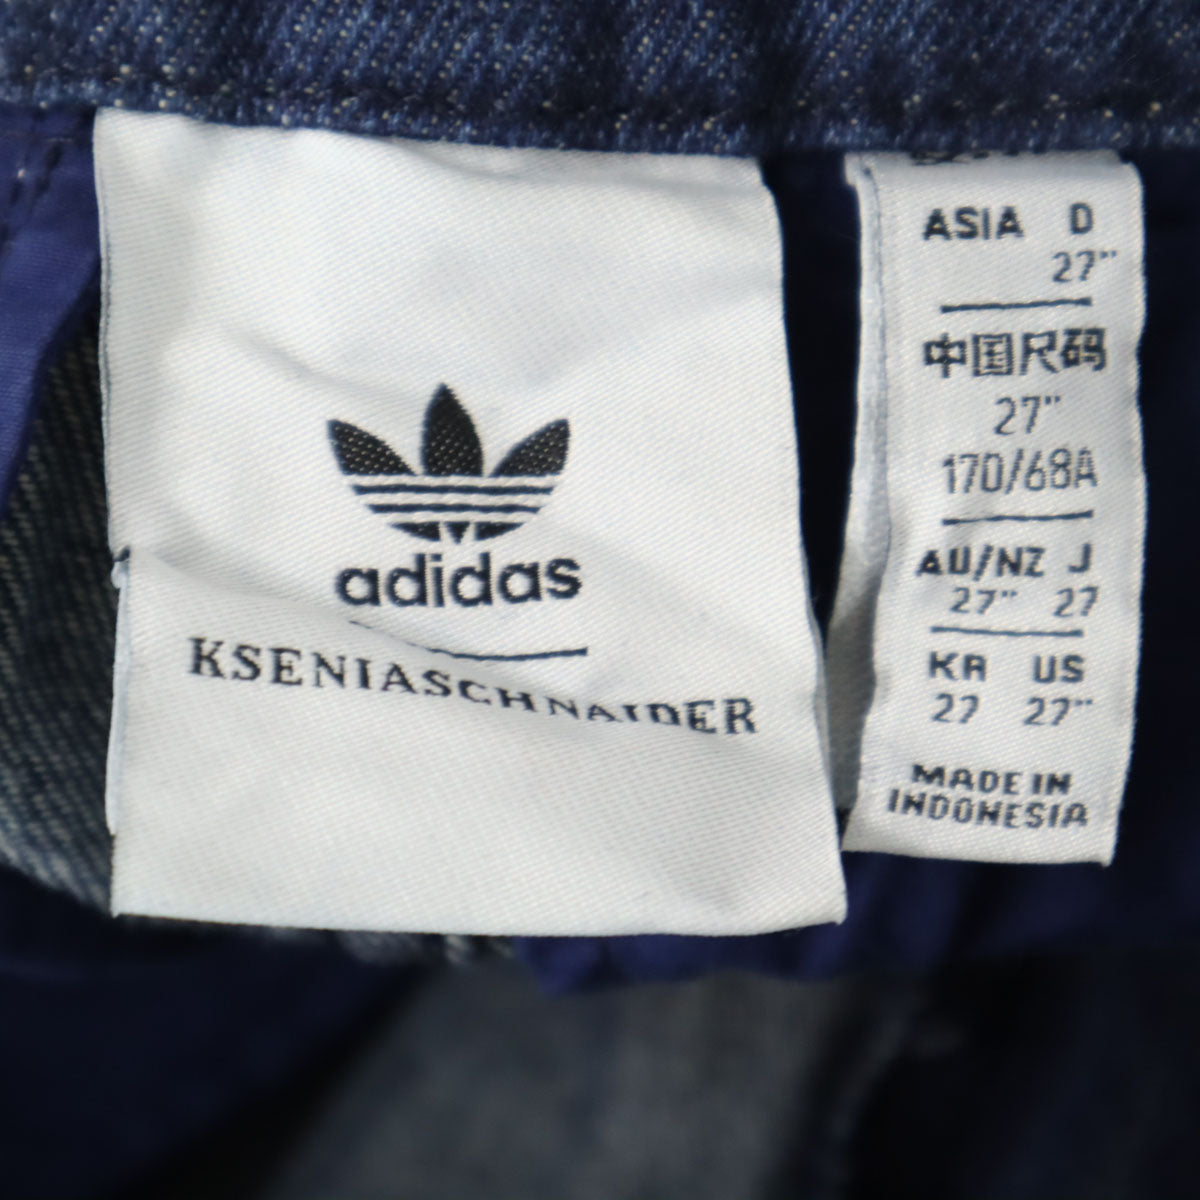 adidas
KSENIASCHNAIDER
ASIA D
27"
中国尺码
27"
170/68A
AU/NZ J
27" 27
KR US
27 27"
MADE IN
INDONESIA